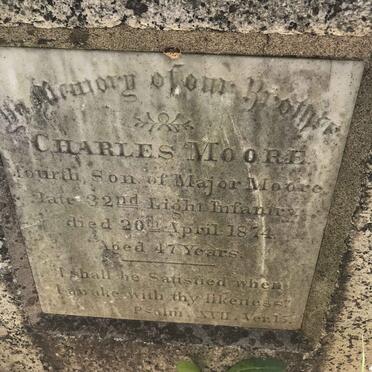 In Memory of our Brother
CHARLES MOORE
fourth Son of Major Moore
late 32nd Light Infantry
died 20th April 1874
Aged 47 Years.
I shall be Satisfied when
I awake with thy likeness
Psalm XVII. Ver. 15